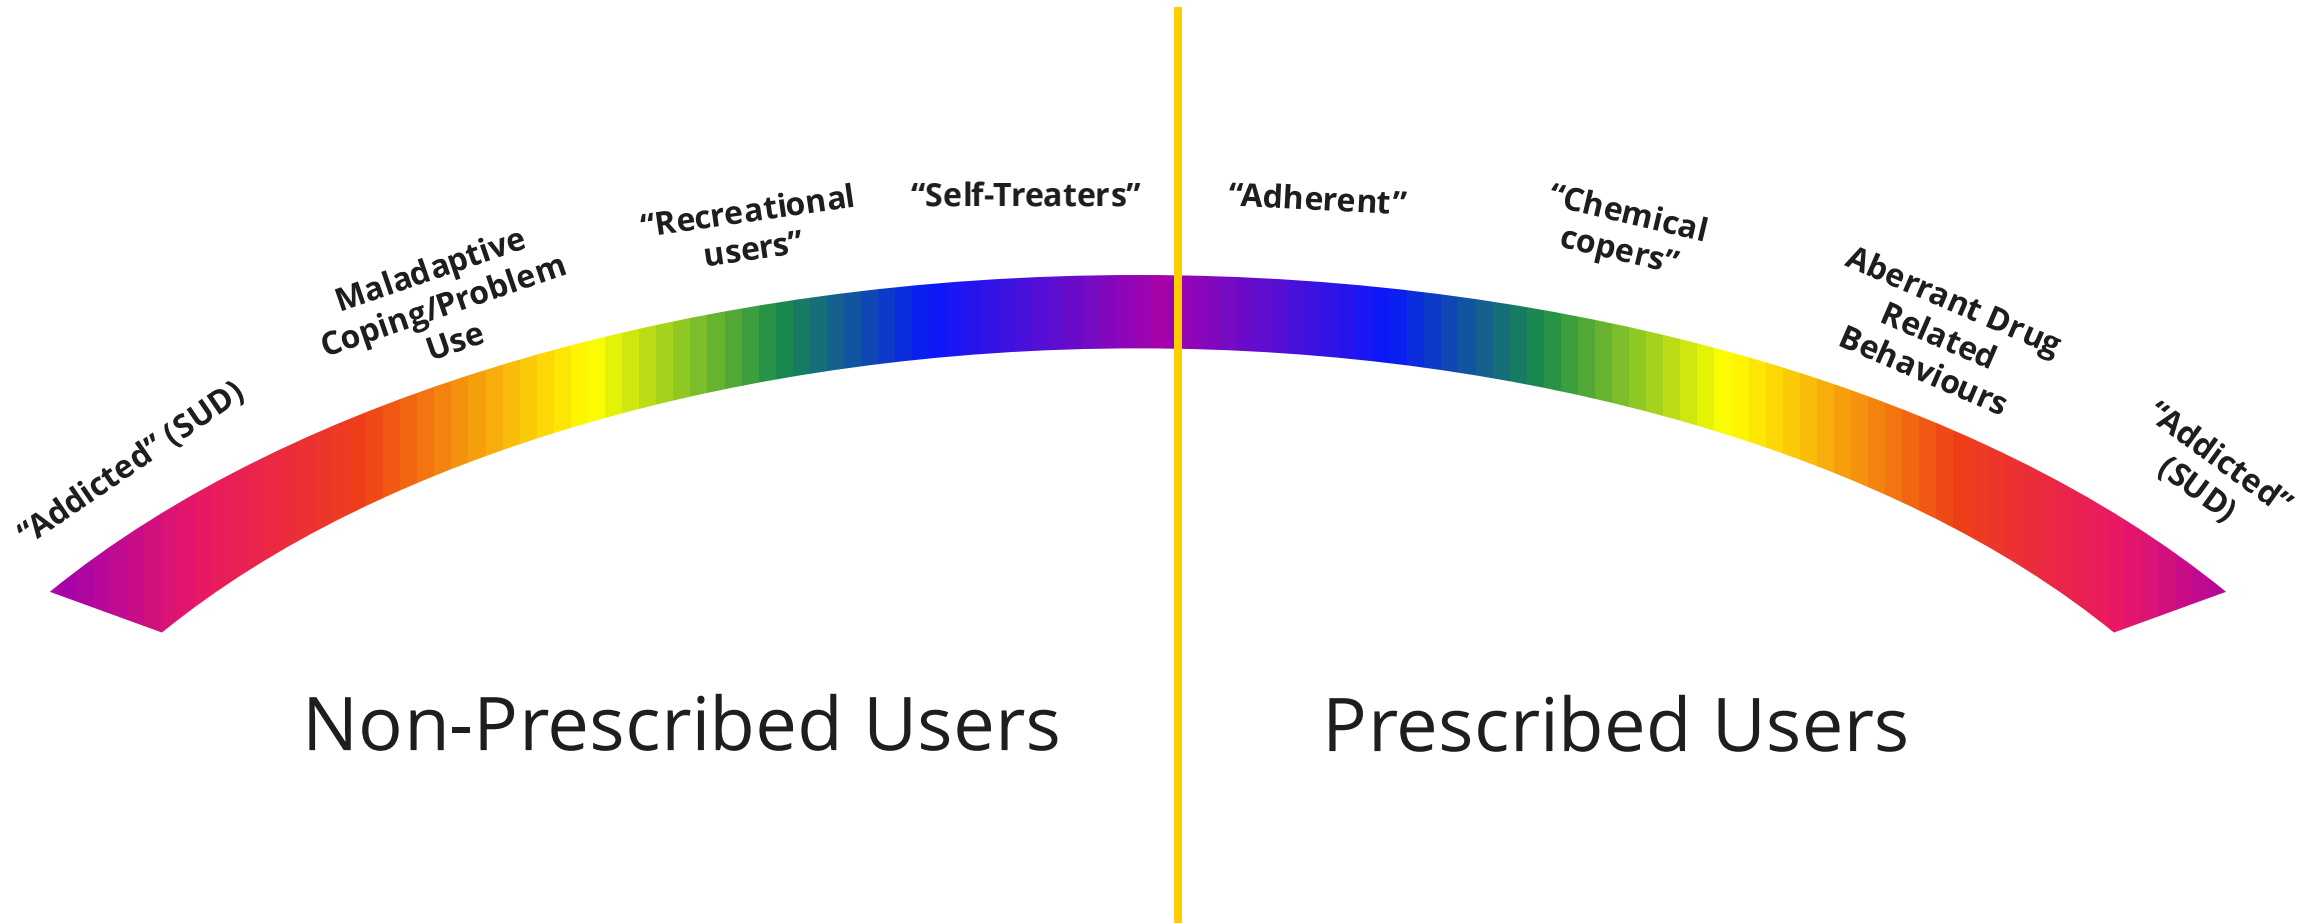 “Addicted” (SUD)
Maladaptive
Coping/Problem
Use
“Recreational
users”
“Self-Treaters”
“Adherent”
“Chemical
copers”
Aberrant Drug
Related
Behaviours
“Addicted”
(SUD)
Non-Prescribed Users
Prescribed Users